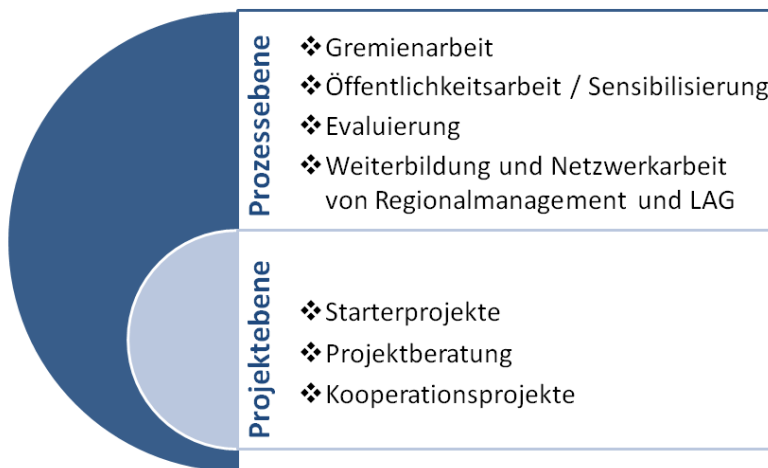 Prozessebene
❖Gremienarbeit
❖Öffentlichkeitsarbeit / Sensibilisierung
❖Evaluierung
❖Weiterbildung und Netzwerkarbeit
von Regionalmanagement und LAG
Projektebene
❖Starterprojekte
❖Projektberatung
❖Kooperationsprojekte